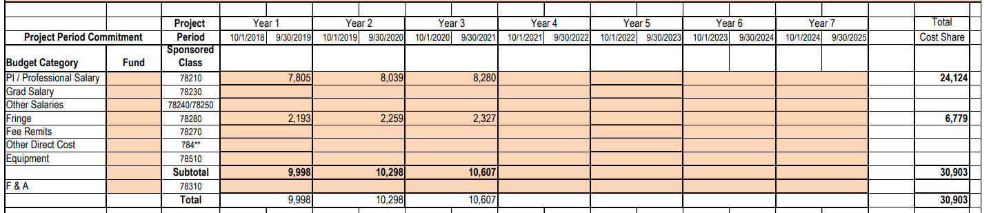 Project Year 1 Year 2 Year 3 Year 4 Year 5 Year 6 Year 7 Total
Project Period Commitment Period 10/1/2018 9/30/2019 10/1/2019 9/30/2020 10/1/2020 9/30/2021 10/1/2021 9/30/2022 10/1/2022 9/30/2023 10/1/2023 9/30/2024 10/1/2024 9/30/2025 Cost Share
Sponsored
Budget Category Fund Class
PI / Professional Salary 78210 7,805 8,039 8,280 24,124
Grad Salary 78230
Other Salaries 78240/78250
Fringe 78280 2,193 2,259 2,327 6,779
Fee Remits 78270
Other Direct Cost 784**
Equipment 78510
Subtotal 9,998 10,298 10,607 30,903
F & A 78310
Total 9,998 10,298 10,607 30,903